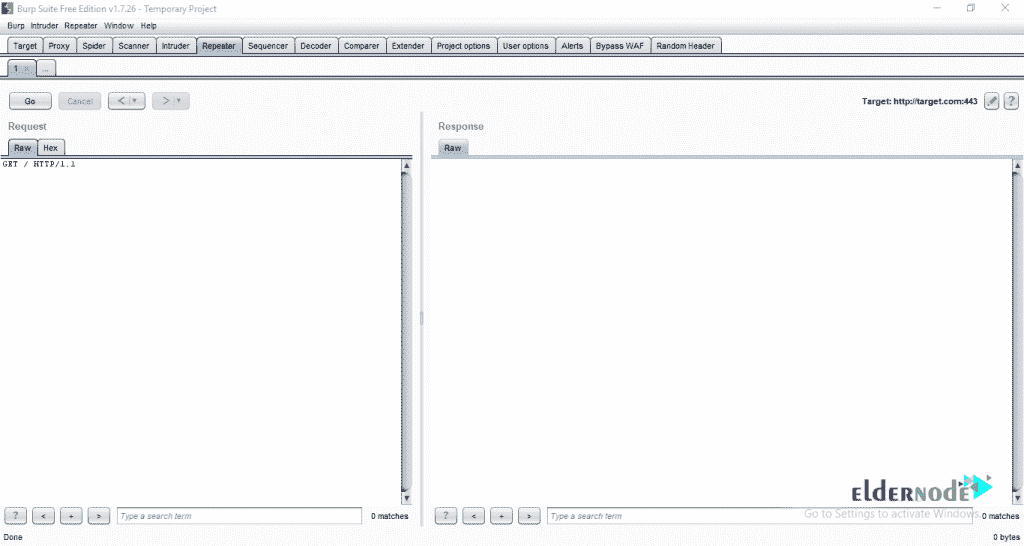 Burp Suite Free Edition v1.7.26 - Temporary Project
Burp Intruder Repeater Window Help
Target Proxy Spider Scanner Intruder Repeater Sequencer Decoder Comparer Extender Project options User options Alerts Bypass WAF Random Header
1 × ...
Go Cancel < > Target: http://target.com:443 ?
Request
Response
Raw Hex
Raw
GET / HTTP/1.1
eldernode
Go to Settings to activate Windows.
? < + > Type a search term 0 matches
? < + > Type a search term 0 matches
Done
0 bytes